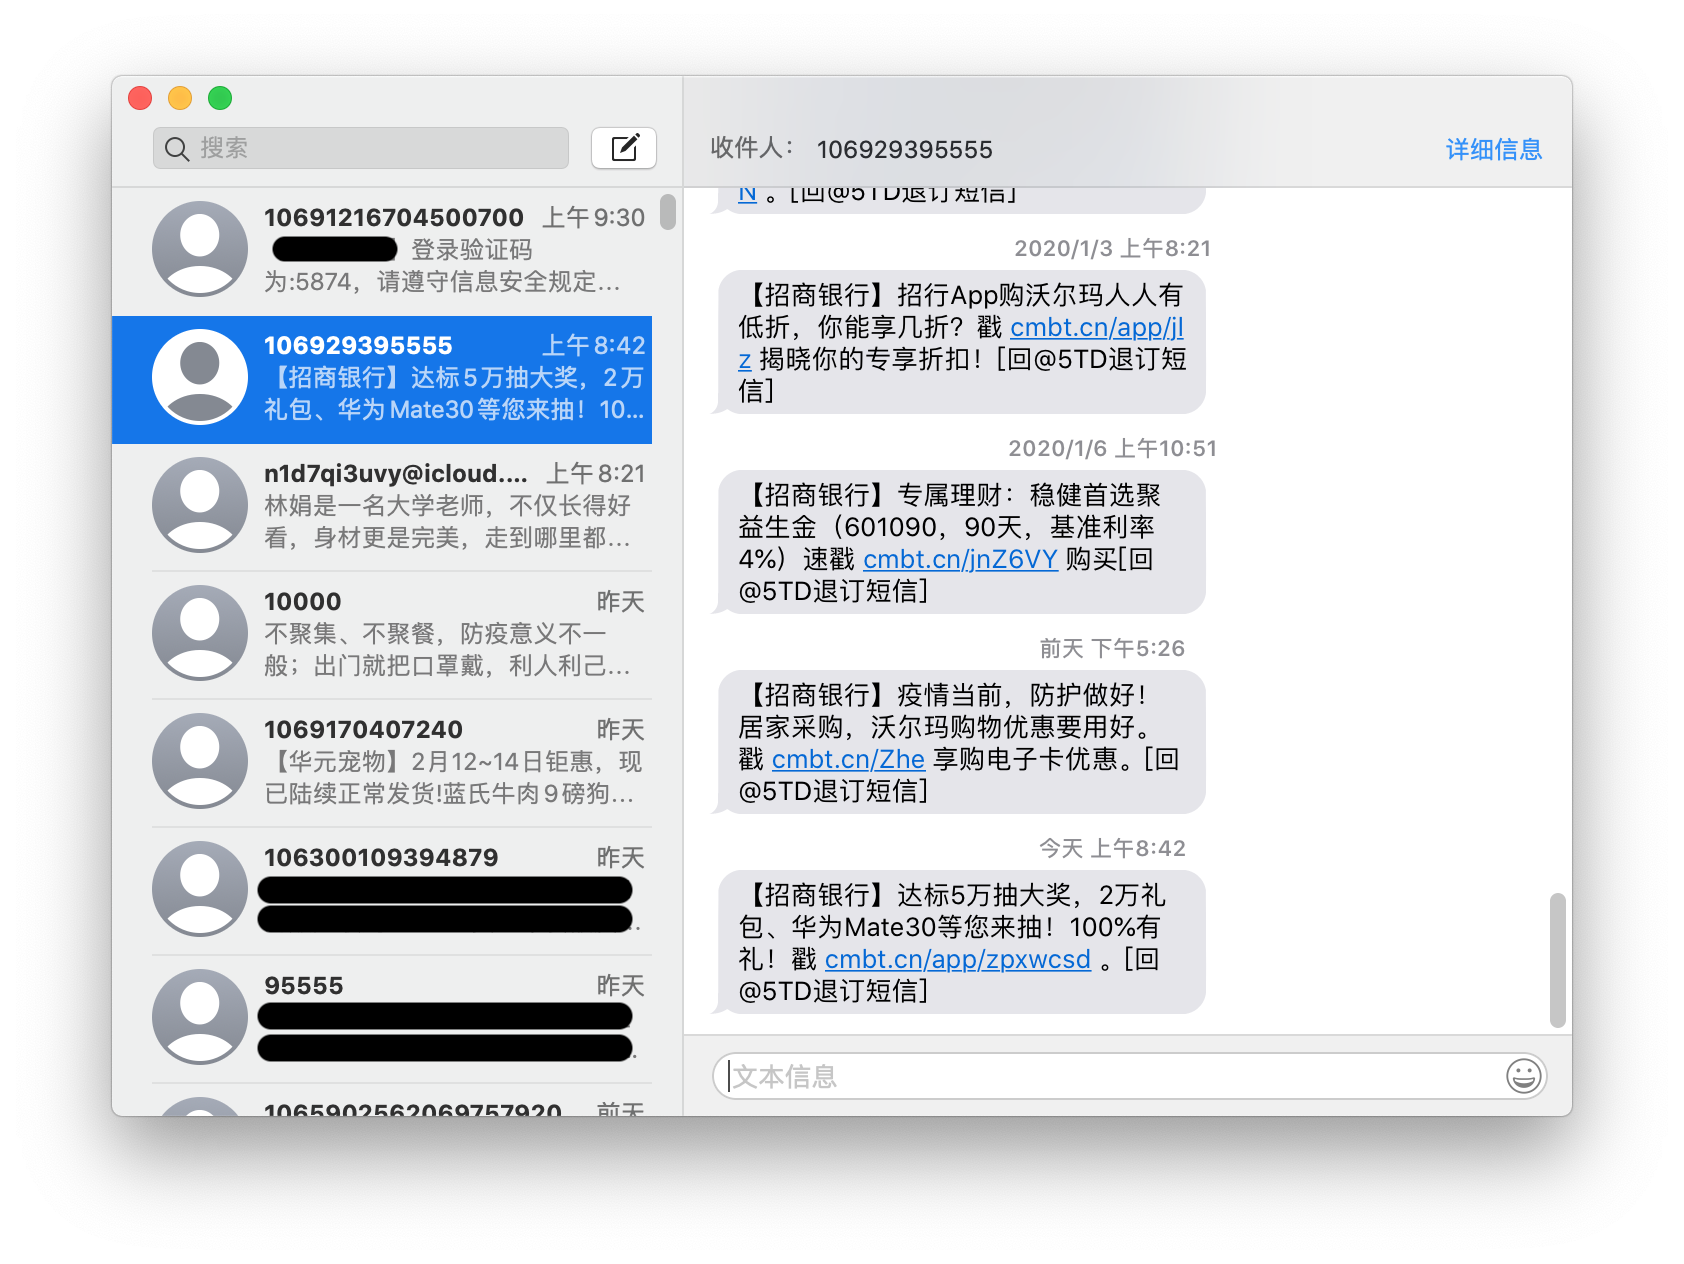 搜索
10691216704500700 上午9:30
登录验证码
为:5874，请遵守信息安全规定...
106929395555 上午8:42
【招商银行】达标5万抽大奖，2万
礼包、华为Mate30等您来抽！10...
n1d7qi3uvy@icloud.... 上午8:21
林娟是一名大学老师，不仅长得好
看，身材更是完美，走到哪里都...
10000 昨天
不聚集、不聚餐，防疫意义不一
般；出门就把口罩戴，利人利己...
1069170407240 昨天
【华元宠物】2月12~14日钜惠，现
已陆续正常发货!蓝氏牛肉9磅狗...
106300109394879 昨天
95555 昨天
1065902562069757920 前天
收件人： 106929395555
详细信息
N 。[回@5TD退订短信]
2020/1/3 上午8:21
【招商银行】招行App购沃尔玛人人有
低折，你能享几折？戳 cmbt.cn/app/jl
z 揭晓你的专享折扣！[回@5TD退订短
信]
2020/1/6 上午10:51
【招商银行】专属理财：稳健首选聚
益生金（601090，90天，基准利率
4%）速戳 cmbt.cn/jnZ6VY 购买[回
@5TD退订短信]
前天 下午5:26
【招商银行】疫情当前，防护做好！
居家采购，沃尔玛购物优惠要用好。
戳 cmbt.cn/Zhe 享购电子卡优惠。[回
@5TD退订短信]
今天 上午8:42
【招商银行】达标5万抽大奖，2万礼
包、华为Mate30等您来抽！100%有
礼！戳 cmbt.cn/app/zpxwcsd 。[回
@5TD退订短信]
文本信息